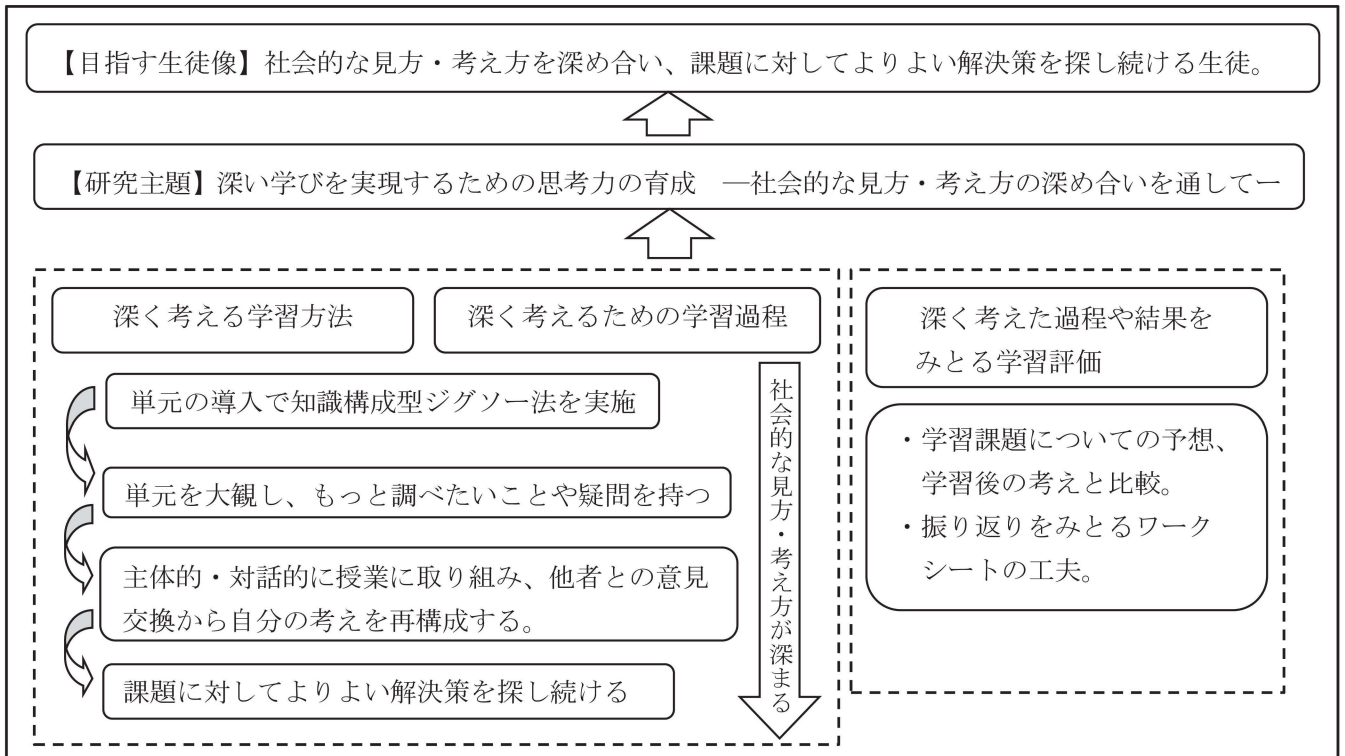 【目指す生徒像】社会的な見方・考え方を深め合い、課題に対してよりよい解決策を探し続ける生徒。
【研究主題】深い学びを実現するための思考力の育成　―社会的な見方・考え方の深め合いを通してー
深く考える学習方法
深く考えるための学習過程
単元の導入で知識構成型ジグソー法を実施
単元を大観し、もっと調べたいことや疑問を持つ
主体的・対話的に授業に取り組み、他者との意見
交換から自分の考えを再構成する。
課題に対してよりよい解決策を探し続ける
社会的な見方・考え方が深まる
深く考えた過程や結果を
みとる学習評価
・学習課題についての予想、
学習後の考えと比較。
・振り返りをみとるワーク
シートの工夫。